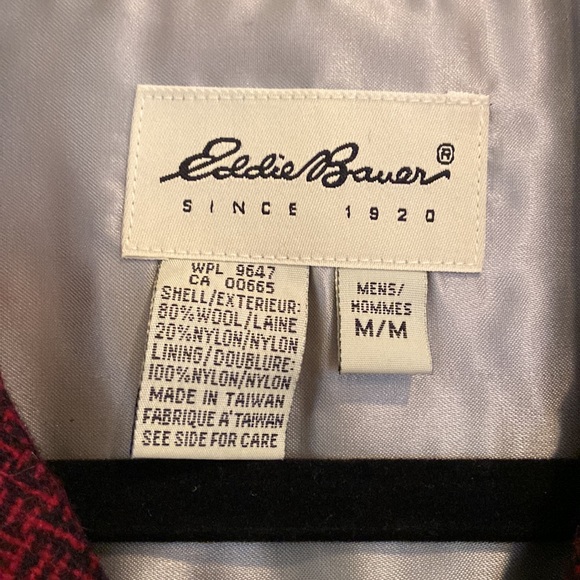 Eddie Bauer®
SINCE 1920
WPL 9647
CA 00665
SHELL/EXTERIEUR:
80%WOOL/LAINE
20%NYLON/NYLON
LINING/DOUBLURE:
100%NYLON/NYLON
MADE IN TAIWAN
FABRIQUE A'TAIWAN
SEE SIDE FOR CARE
MENS/
HOMMES
M/M